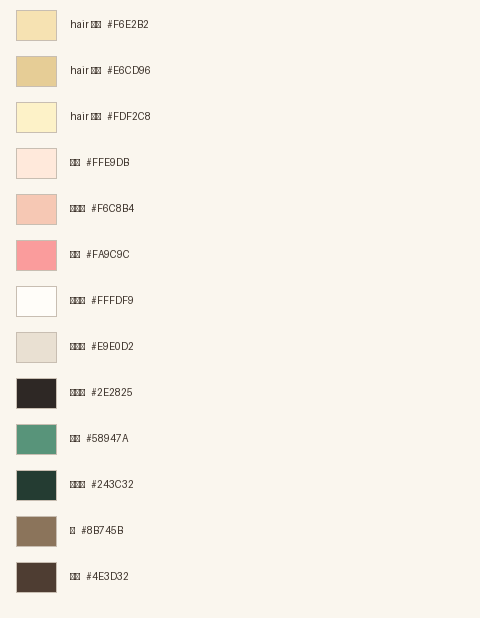 hair #F6E2B2
hair #E6CD96
hair #FDF2C8
#FFE9DB
#F6C8B4
#FA9C9C
#FFFDF9
#E9E0D2
#2E2825
#58947A
#243C32
#8B745B
#4E3D32